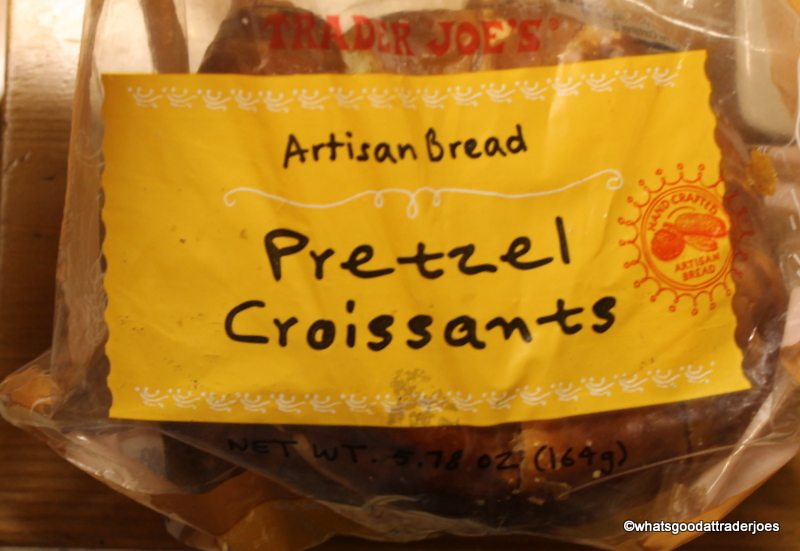 TRADER JOE'S
Artisan Bread
HAND CRAFTED
ARTISAN
BREAD
Pretzel
Croissants
NET WT. 5.78 OZ (164g)
©whatsgoodattraderjoes